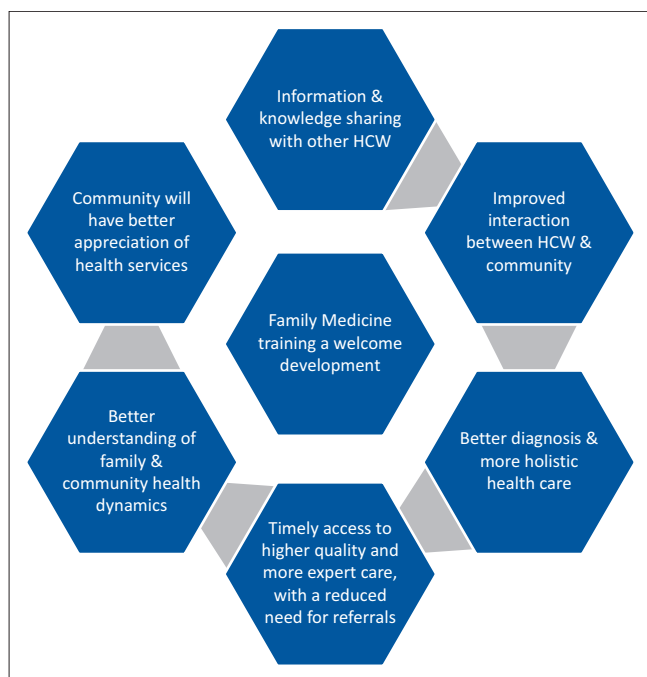 Information &
knowledge sharing
with other HCW
Improved
interaction
between HCW &
community
Better diagnosis &
more holistic
health care
Timely access to
higher quality and
more expert care,
with a reduced
need for referrals
Better
understanding of
family &
community health
dynamics
Community will
have better
appreciation of
health services
Family Medicine
training a welcome
development